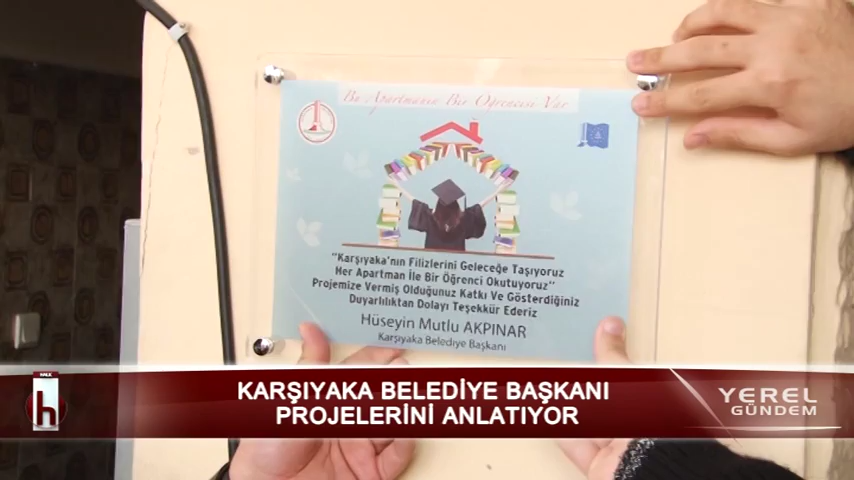 Bu Apartmanın Bir Öğrencisi Var
"Karşıyaka'nın Filizlerini Geleceğe Taşıyoruz
Her Apartman İle Bir Öğrenci Okutuyoruz"
Projemize Vermiş Olduğunuz Katkı Ve Gösterdiğiniz
Duyarlılıktan Dolayı Teşekkür Ederiz
Hüseyin Mutlu AKPINAR
Karşıyaka Belediye Başkanı
HALK
h
KARŞIYAKA BELEDİYE BAŞKANI
PROJELERİNİ ANLATIYOR
YEREL
GÜNDEM